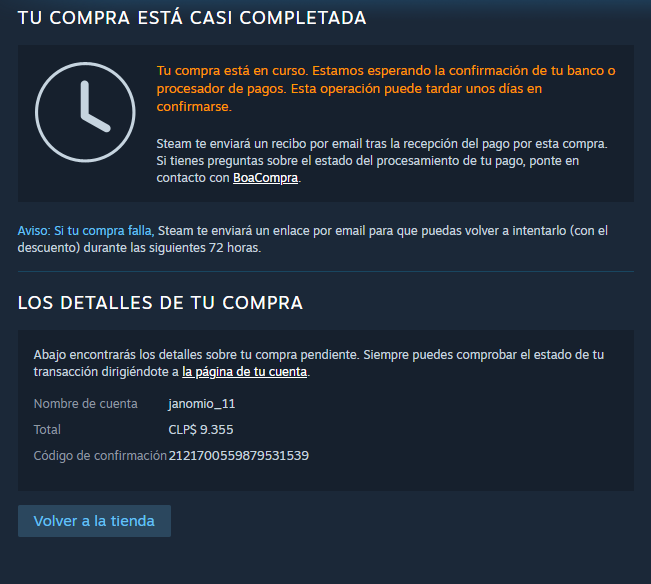 TU COMPRA ESTÁ CASI COMPLETADA
Tu compra está en curso. Estamos esperando la confirmación de tu banco o
procesador de pagos. Esta operación puede tardar unos días en
confirmarse.
Steam te enviará un recibo por email tras la recepción del pago por esta compra.
Si tienes preguntas sobre el estado del procesamiento de tu pago, ponte en
contacto con BoaCompra.
Aviso: Si tu compra falla, Steam te enviará un enlace por email para que puedas volver a intentarlo (con el
descuento) durante las siguientes 72 horas.
LOS DETALLES DE TU COMPRA
Abajo encontrarás los detalles sobre tu compra pendiente. Siempre puedes comprobar el estado de tu
transacción dirigiéndote a la página de tu cuenta.
Nombre de cuenta janomio_11
Total CLP$ 9.355
Código de confirmación 2121700559879531539
Volver a la tienda